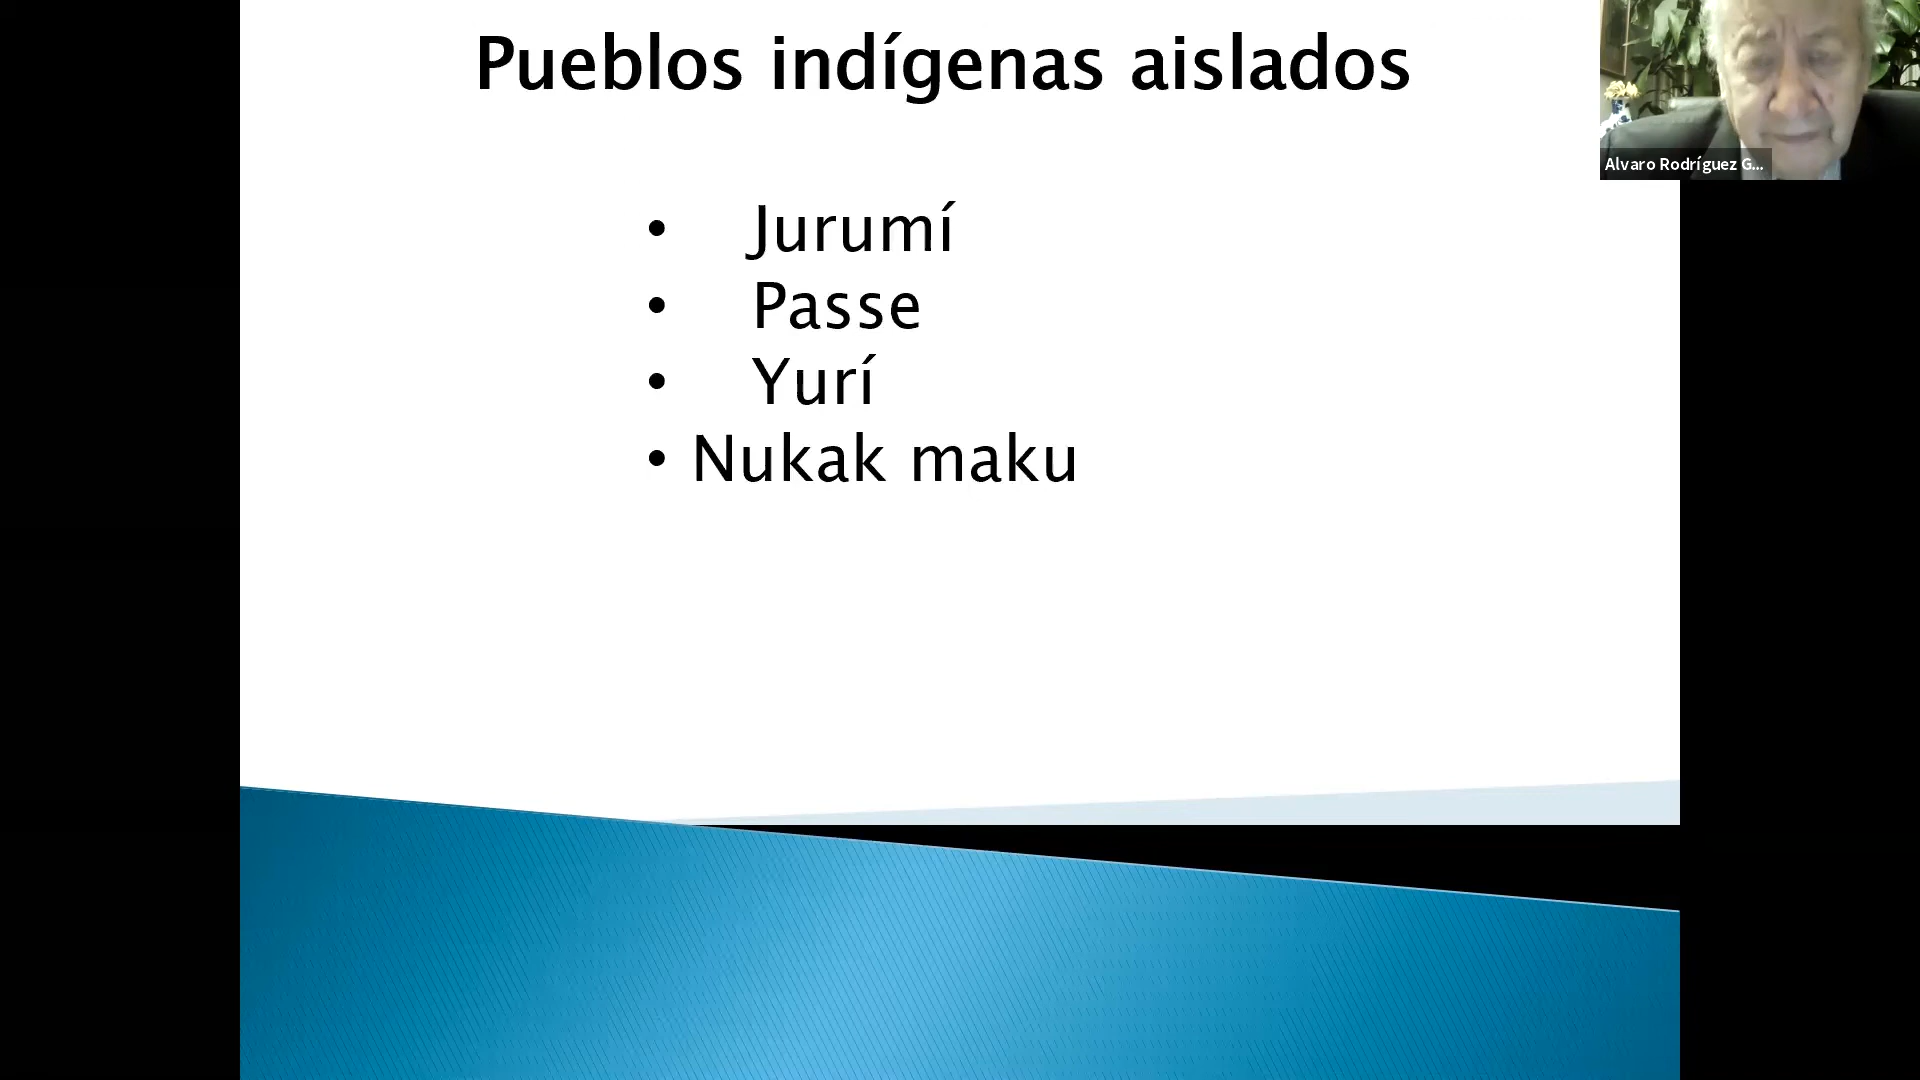 Pueblos indígenas aislados
Alvaro Rodríguez G...
• Jurumí
• Passe
• Yurí
• Nukak maku